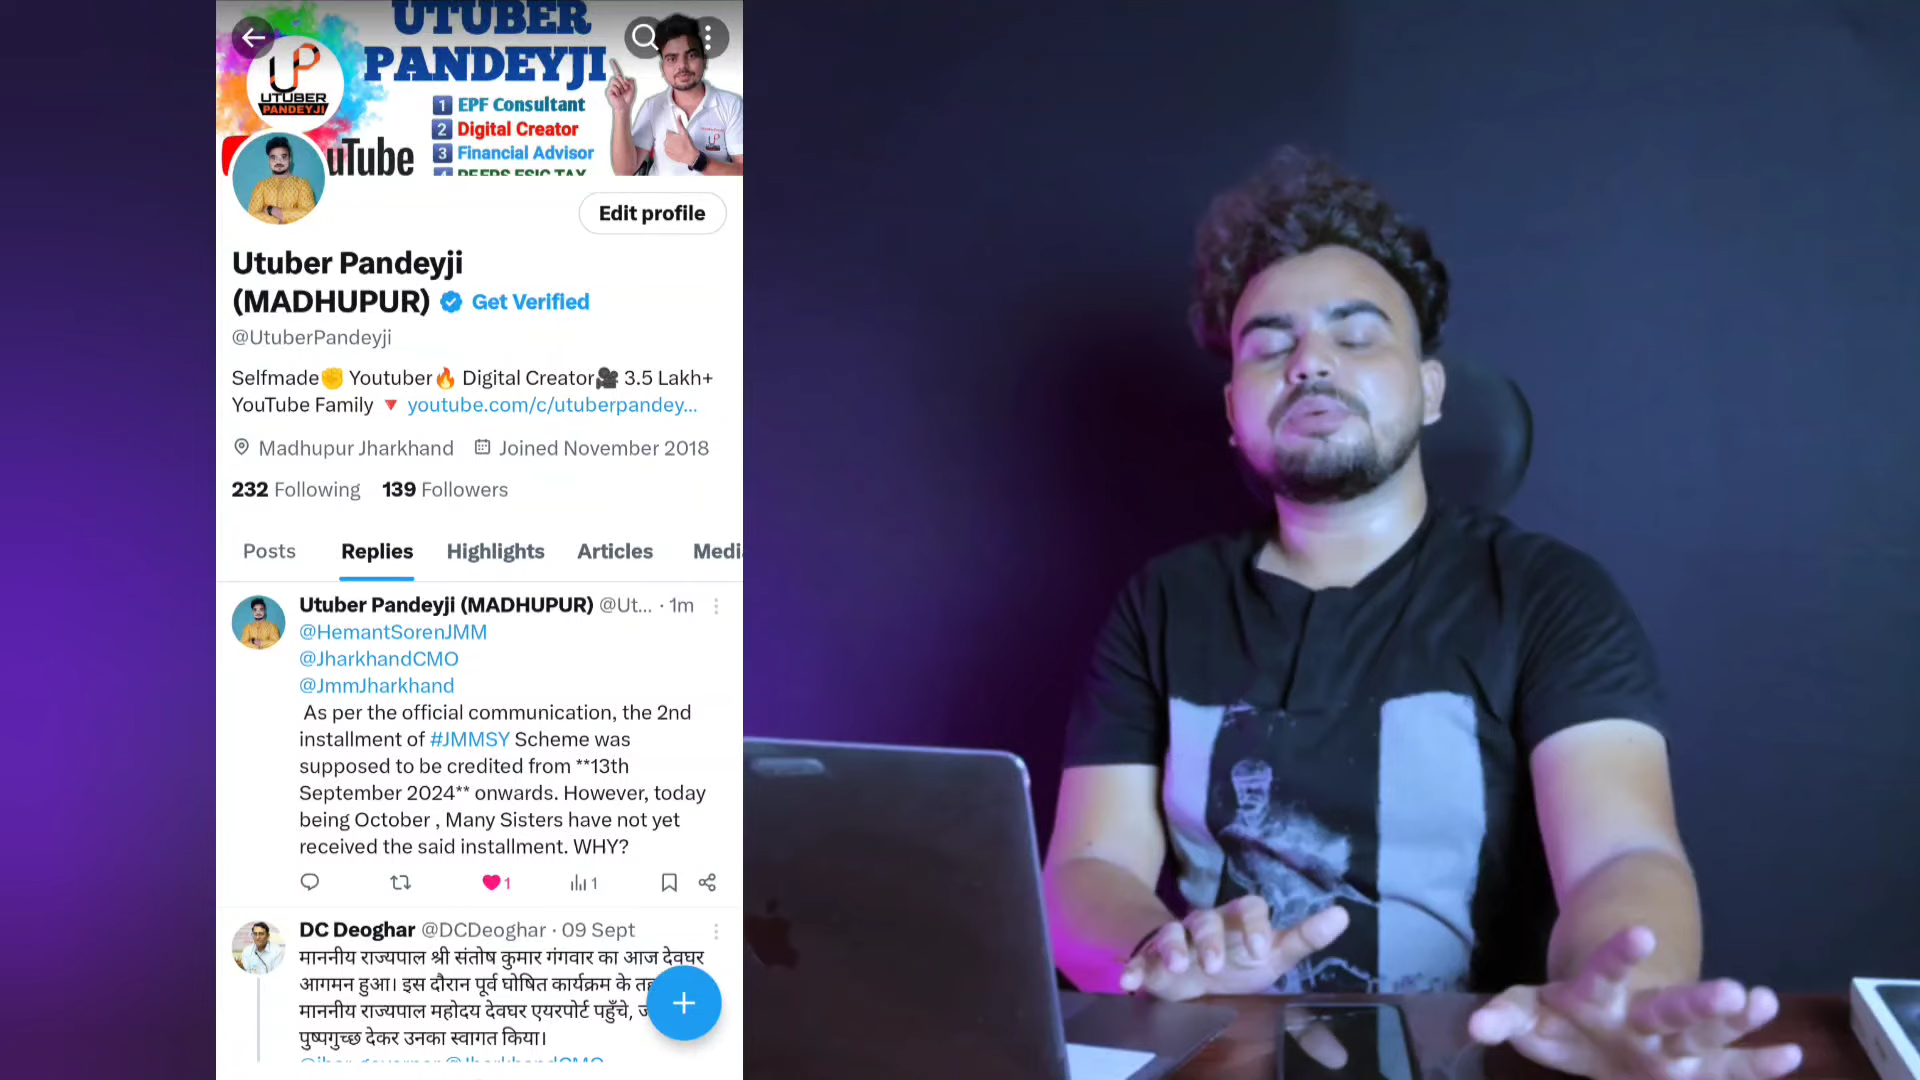 UTUBER
PANDEYJI
UP
UTUBER
PANDEYJI
1 EPF Consultant
2 Digital Creator
3 Financial Advisor
uTube
Edit profile
Utuber Pandeyji
(MADHUPUR) Get Verified
@UtuberPandeyji
Selfmade✊ Youtuber🔥 Digital Creator🎥 3.5 Lakh+
YouTube Family 🔻 youtube.com/c/utuberpandey...
Madhupur Jharkhand Joined November 2018
232 Following 139 Followers
Posts Replies Highlights Articles Medi
Utuber Pandeyji (MADHUPUR) @Ut... · 1m
@HemantSorenJMM
@JharkhandCMO
@JmmJharkhand
As per the official communication, the 2nd
installment of #JMMSY Scheme was
supposed to be credited from **13th
September 2024** onwards. However, today
being October , Many Sisters have not yet
received the said installment. WHY?
1 1
DC Deoghar @DCDeoghar · 09 Sept
माननीय राज्यपाल श्री संतोष कुमार गंगवार का आज देवघर
आगमन हुआ। इस दौरान पूर्व घोषित कार्यक्रम के
माननीय राज्यपाल महोदय देवघर एयरपोर्ट पहुँचे,
पुष्पगुच्छ देकर उनका स्वागत किया।